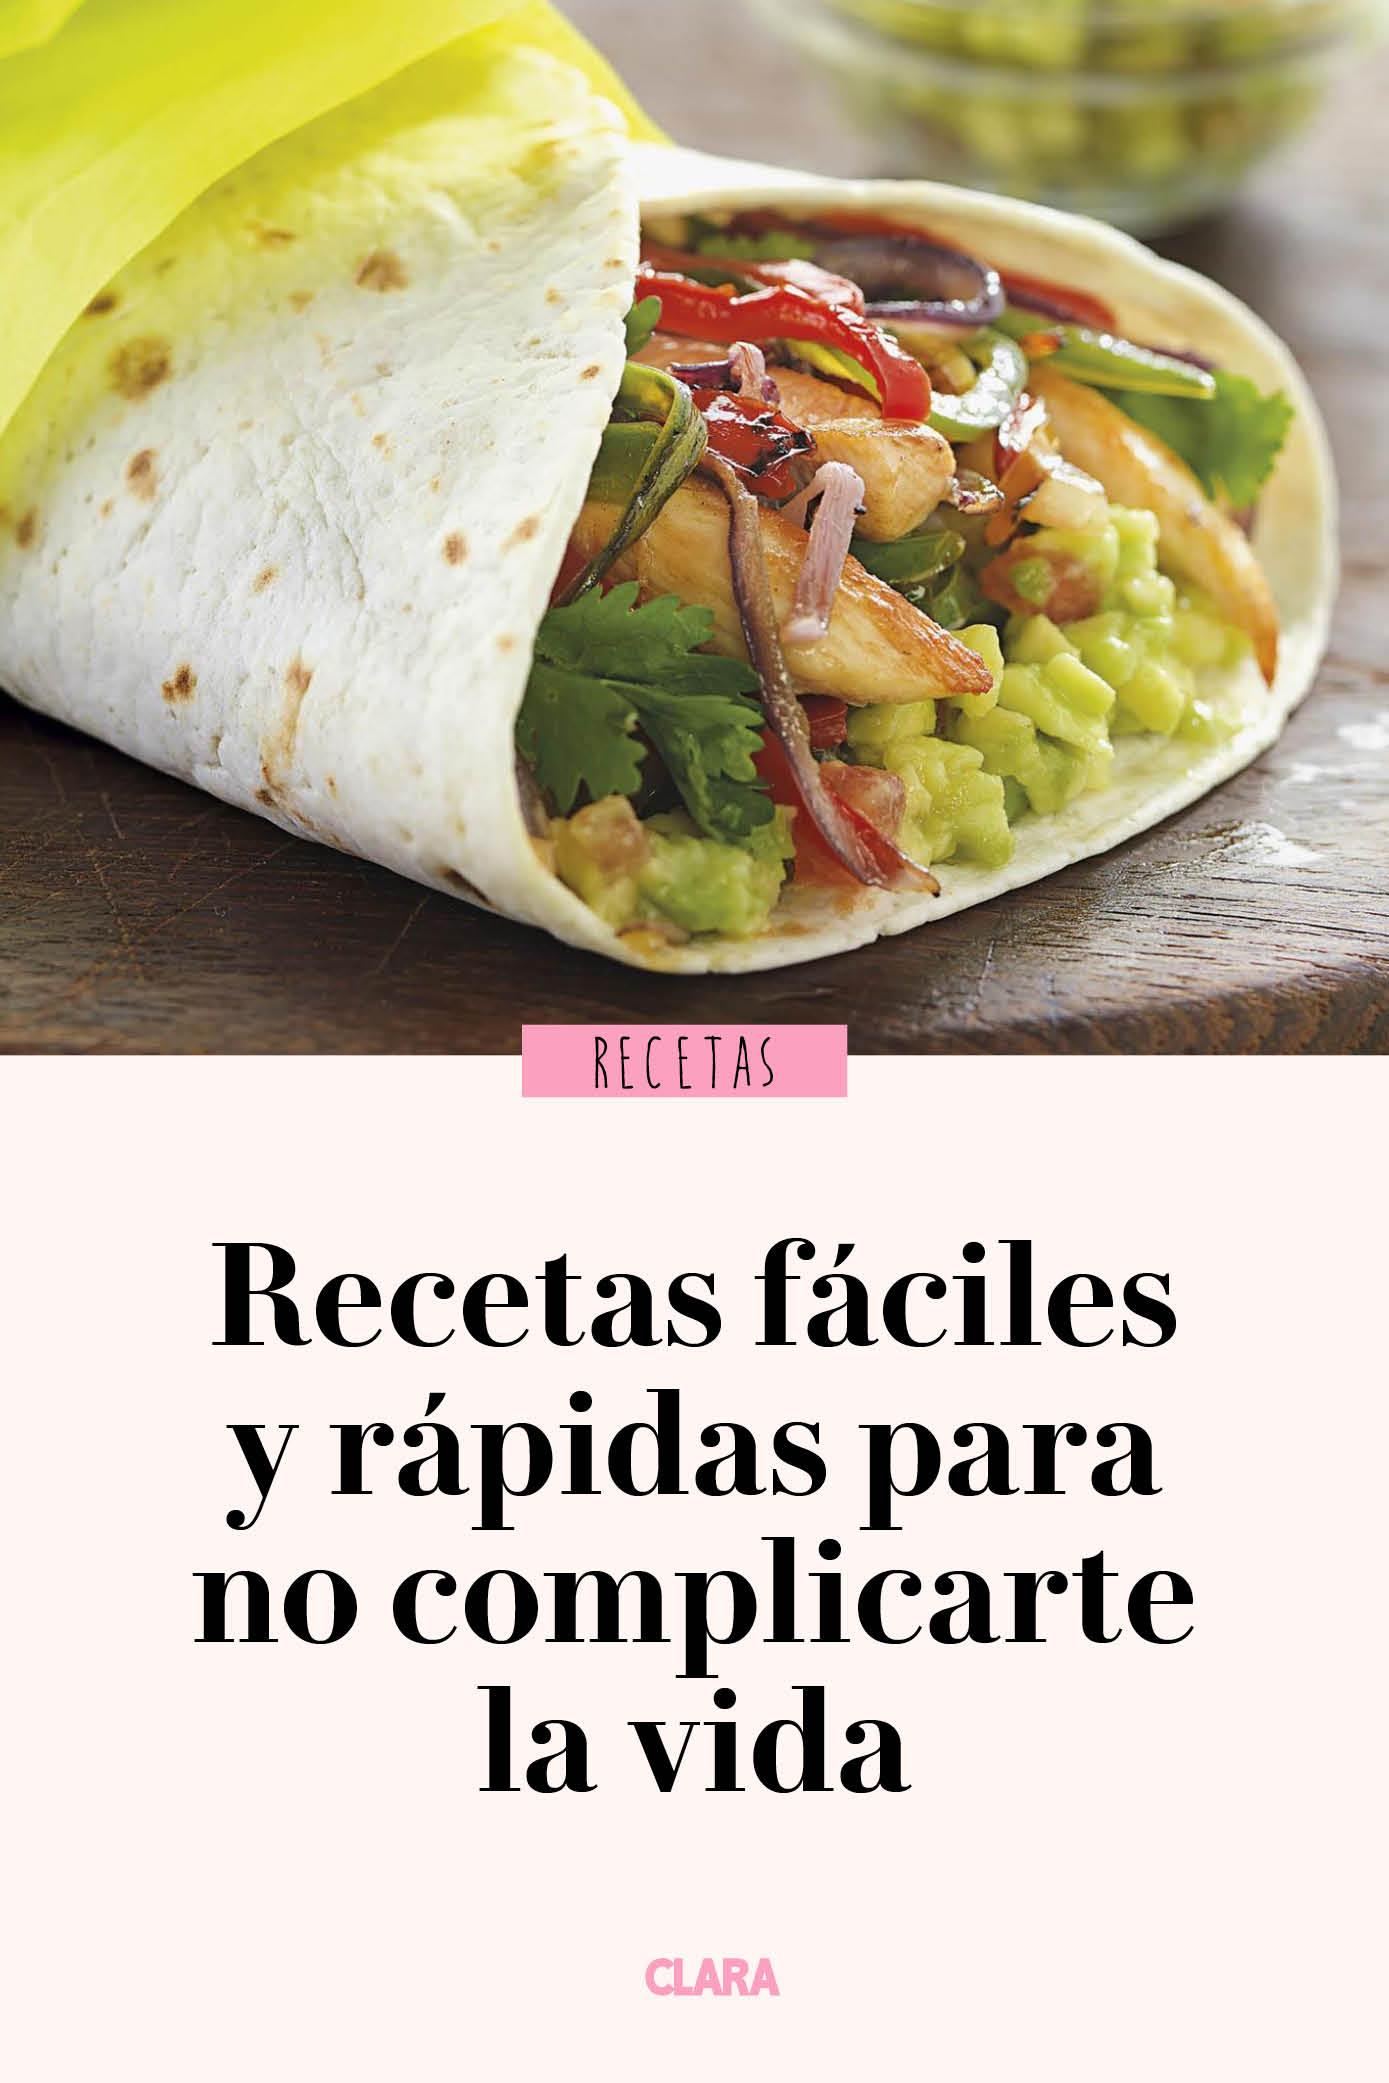 RECETAS
Recetas fáciles
y rápidas para
no complicarte
la vida
CLARA